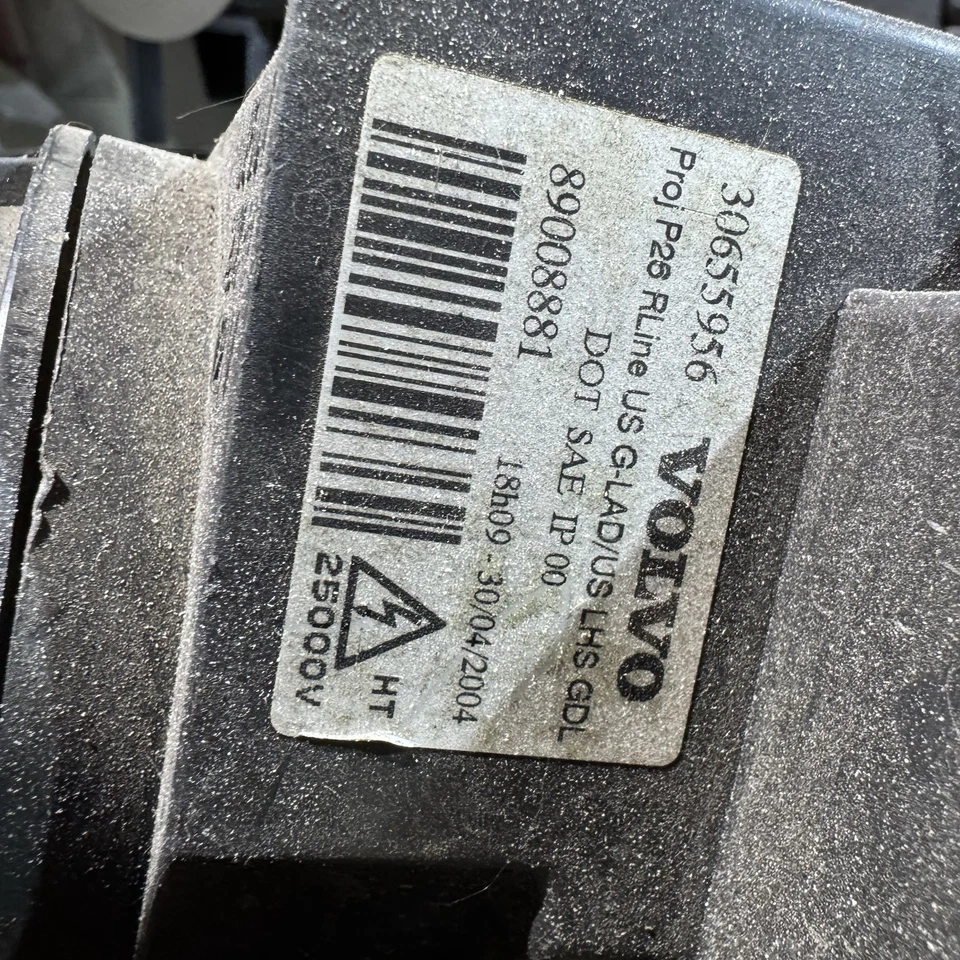 30655956 VOLVO
Proj P26 RLine US G-LAD/US LHS GDL
DOT SAE IP 00
89008881
18h09 - 30/04/2004
HT
25000V